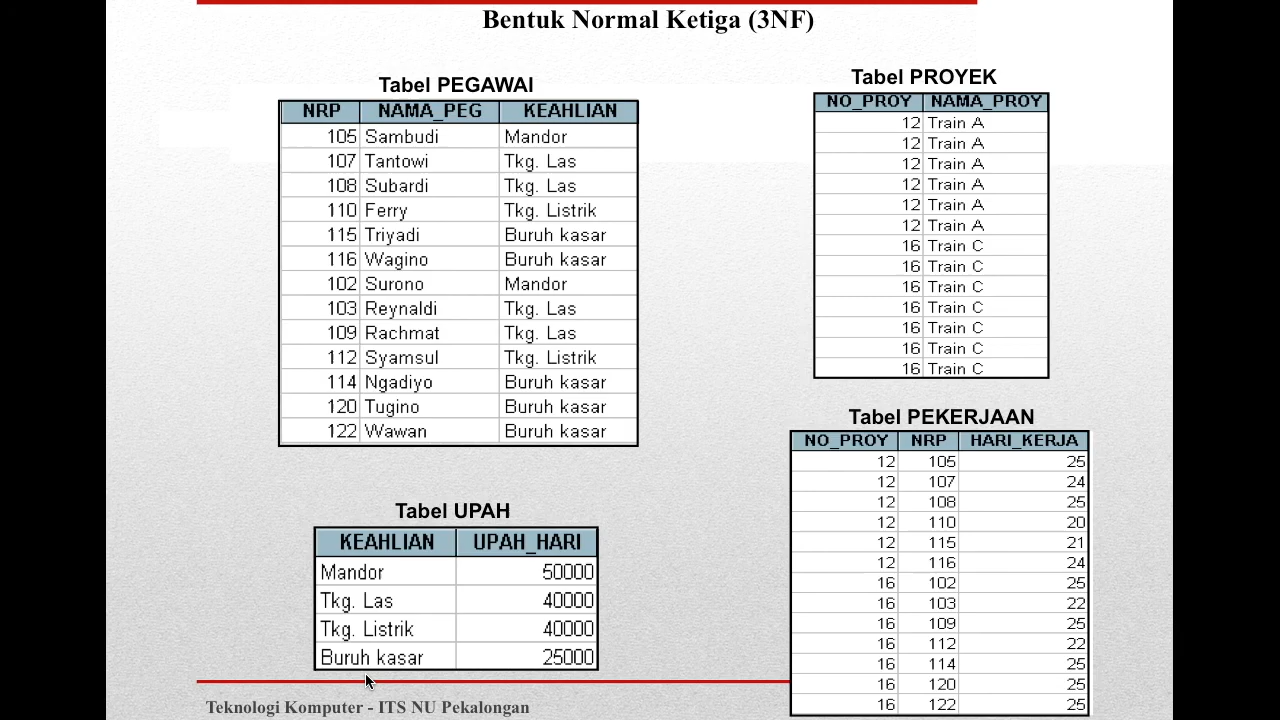 Bentuk Normal Ketiga (3NF)
Tabel PEGAWAI
NRP NAMA_PEG KEAHLIAN
105 Sambudi Mandor
107 Tantowi Tkg. Las
108 Subardi Tkg. Las
110 Ferry Tkg. Listrik
115 Triyadi Buruh kasar
116 Wagino Buruh kasar
102 Surono Mandor
103 Reynaldi Tkg. Las
109 Rachmat Tkg. Las
112 Syamsul Tkg. Listrik
114 Ngadiyo Buruh kasar
120 Tugino Buruh kasar
122 Wawan Buruh kasar
Tabel PROYEK
NO_PROY NAMA_PROY
12 Train A
12 Train A
12 Train A
12 Train A
12 Train A
12 Train A
16 Train C
16 Train C
16 Train C
16 Train C
16 Train C
16 Train C
16 Train C
Tabel UPAH
KEAHLIAN UPAH_HARI
Mandor 50000
Tkg. Las 40000
Tkg. Listrik 40000
Buruh kasar 25000
Tabel PEKERJAAN
NO_PROY NRP HARI_KERJA
12 105 25
12 107 24
12 108 25
12 110 20
12 115 21
12 116 24
16 102 25
16 103 22
16 109 25
16 112 22
16 114 25
16 120 25
16 122 25
Teknologi Komputer - ITS NU Pekalongan